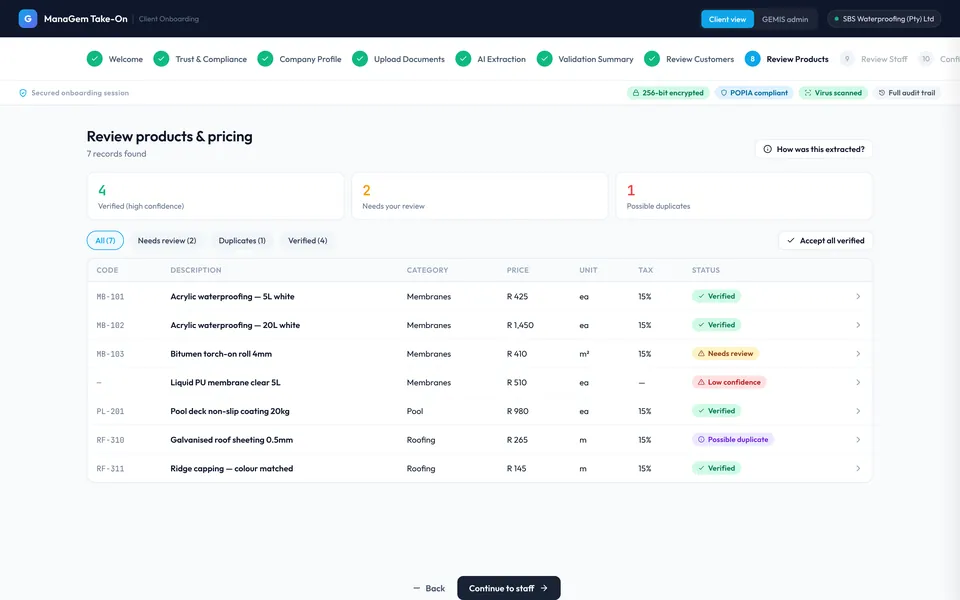 G ManaGem Take-On Client Onboarding Client view GEMIS admin SBS Waterproofing (Pty) Ltd
Welcome Trust & Compliance Company Profile Upload Documents AI Extraction Validation Summary Review Customers 8 Review Products 9 Review Staff 10
Secured onboarding session 256-bit encrypted POPIA compliant Virus scanned Full audit trail
Review products & pricing
7 records found
How was this extracted?
4 2 1
Verified (high confidence) Needs your review Possible duplicates
All (7) Needs review (2) Duplicates (1) Verified (4) Accept all verified
CODE DESCRIPTION CATEGORY PRICE UNIT TAX STATUS
MB-101 Acrylic waterproofing — 5L white Membranes R 425 ea 15% Verified
MB-102 Acrylic waterproofing — 20L white Membranes R 1,450 ea 15% Verified
MB-103 Bitumen torch-on roll 4mm Membranes R 410 m² 15% Needs review
— Liquid PU membrane clear 5L Membranes R 510 ea — Low confidence
PL-201 Pool deck non-slip coating 20kg Pool R 980 ea 15% Verified
RF-310 Galvanised roof sheeting 0.5mm Roofing R 265 m 15% Possible duplicate
RF-311 Ridge capping — colour matched Roofing R 145 m 15% Verified
Back Continue to staff →